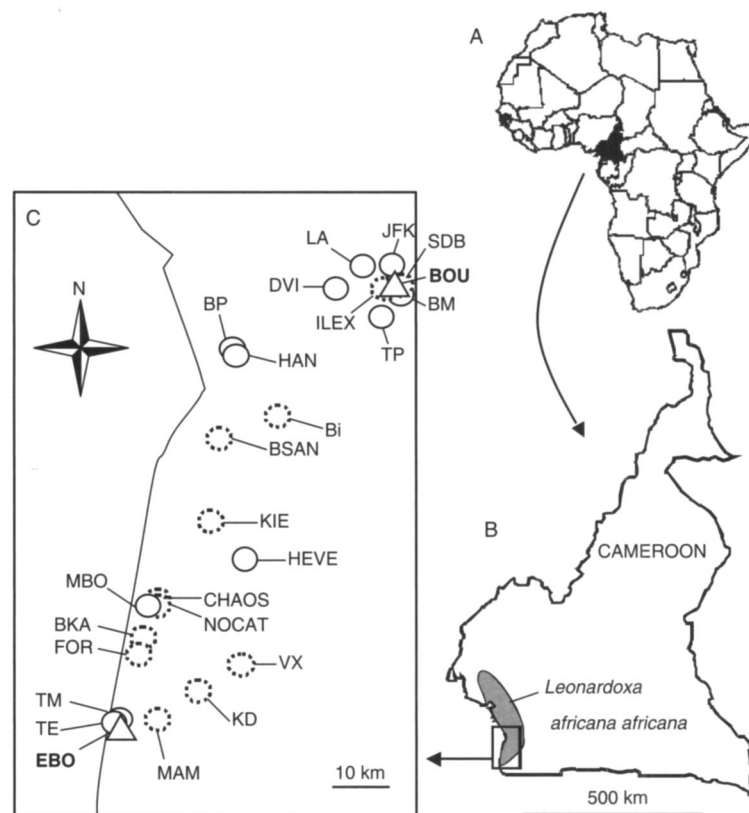 A
C
N
LA
JFK
SDB
BOU
DVI
ILEX
BM
TP
BP
HAN
Bi
BSAN
KIE
HEVE
MBO
CHAOS
NOCAT
BKA
FOR
VX
KD
TM
TE
EBO
MAM
10 km
B
CAMEROON
Leonardoxa
africana africana
500 km